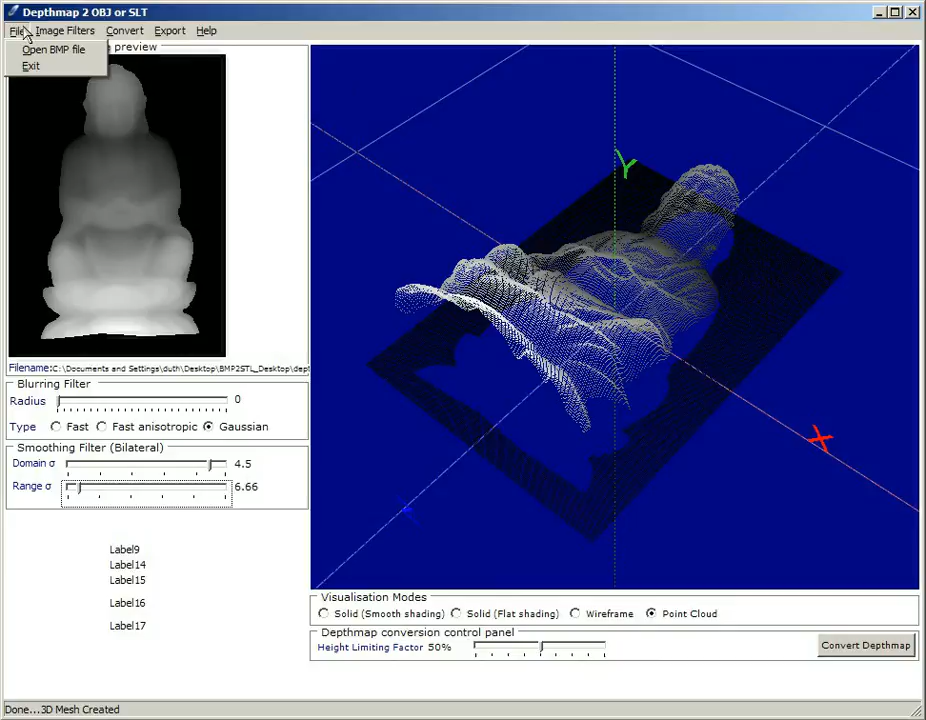 Depthmap 2 OBJ or SLT
File Image Filters Convert Export Help
Open BMP file
Exit
preview
Filename:C:\Documents and Settings\duth\Desktop\BMP2STL_Desktop\dept
Blurring Filter
Radius 0
Type Fast Fast anisotropic Gaussian
Smoothing Filter (Bilateral)
Domain σ 4.5
Range σ 6.66
Label9
Label14
Label15
Label16
Label17
Y
X
Visualisation Modes
Solid (Smooth shading) Solid (Flat shading) Wireframe Point Cloud
Depthmap conversion control panel
Height Limiting Factor 50% Convert Depthmap
Done...3D Mesh Created